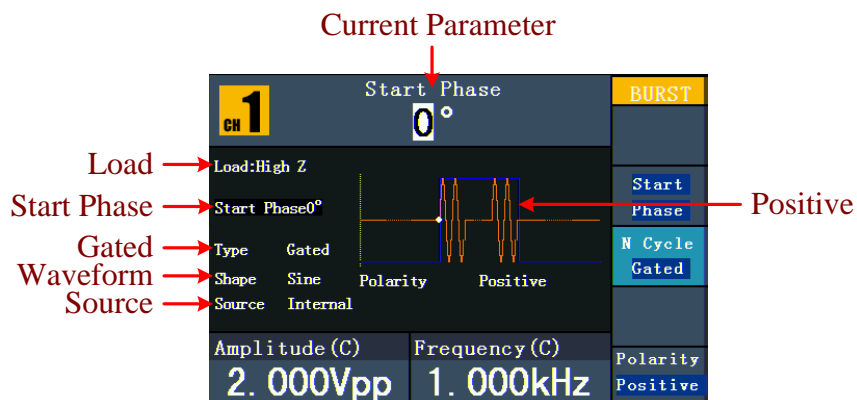 Current Parameter
CH 1
Start Phase
0°
BURST
Load
Load:High Z
Start
Phase
Start Phase
Start Phase0°
Positive
Gated
Type Gated
N Cycle
Gated
Waveform
Shape Sine
Polarity Positive
Source
Source Internal
Amplitude(C)
2.000Vpp
Frequency(C)
1.000kHz
Polarity
Positive